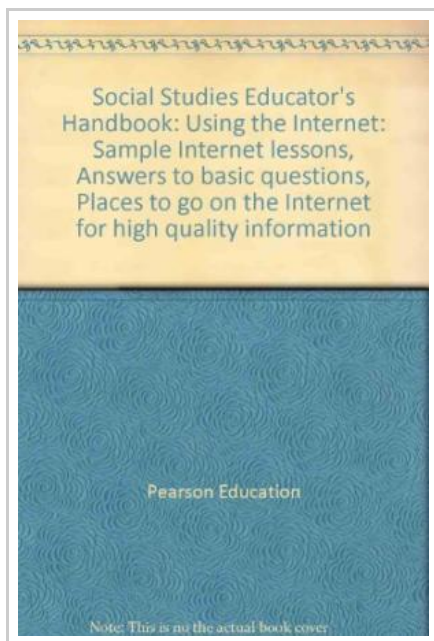 Social Studies Educator's
Handbook: Using the Internet:
Sample Internet lessons,
Answers to basic questions,
Places to go on the Internet
for high quality information
Pearson Education
Note: This is no the actual book cover